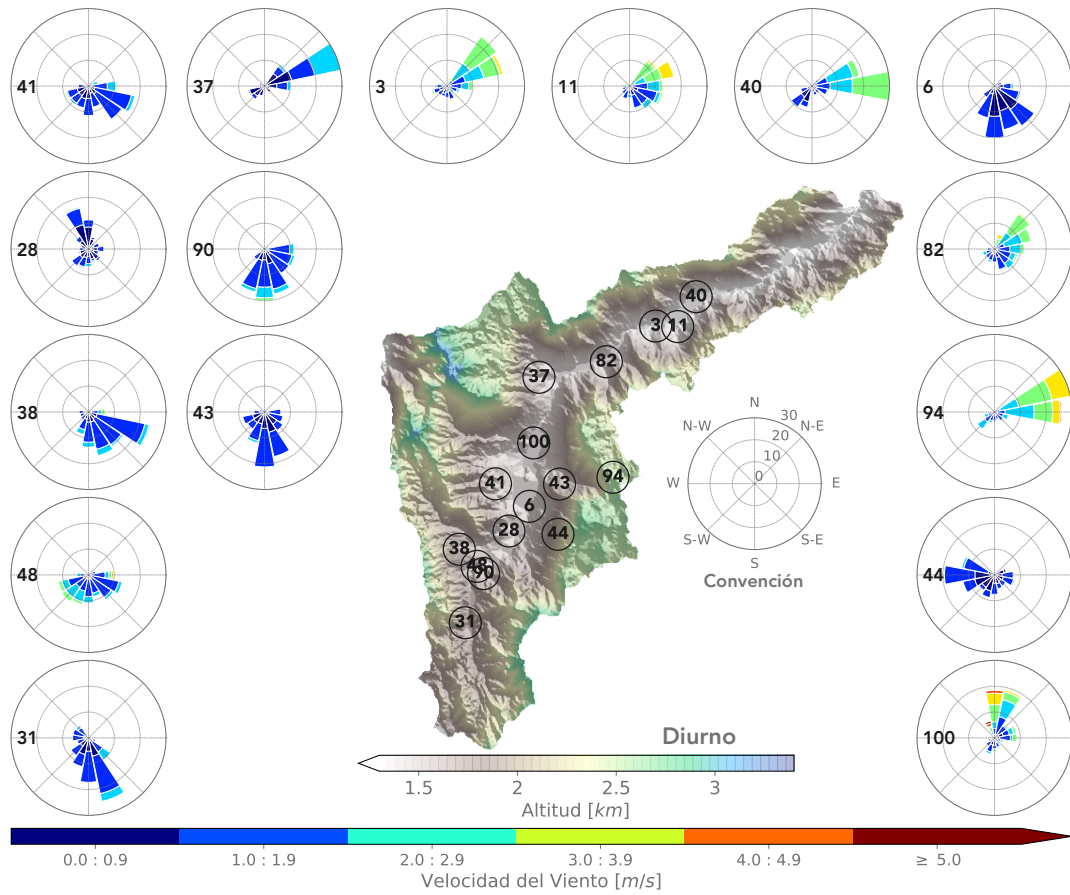 41
37
3
11
40
6
28
90
82
38
43
94
48
44
31
100
40
3
11
82
37
100
41
43
94
6
28
44
38
48
90
31
N
N-W
30
N-E
20
10
W
0
E
S-W
S-E
S
Convención
Diurno
1.5
2
2.5
3
Altitud [km]
0.0 : 0.9
1.0 : 1.9
2.0 : 2.9
3.0 : 3.9
4.0 : 4.9
≥ 5.0
Velocidad del Viento [m/s]